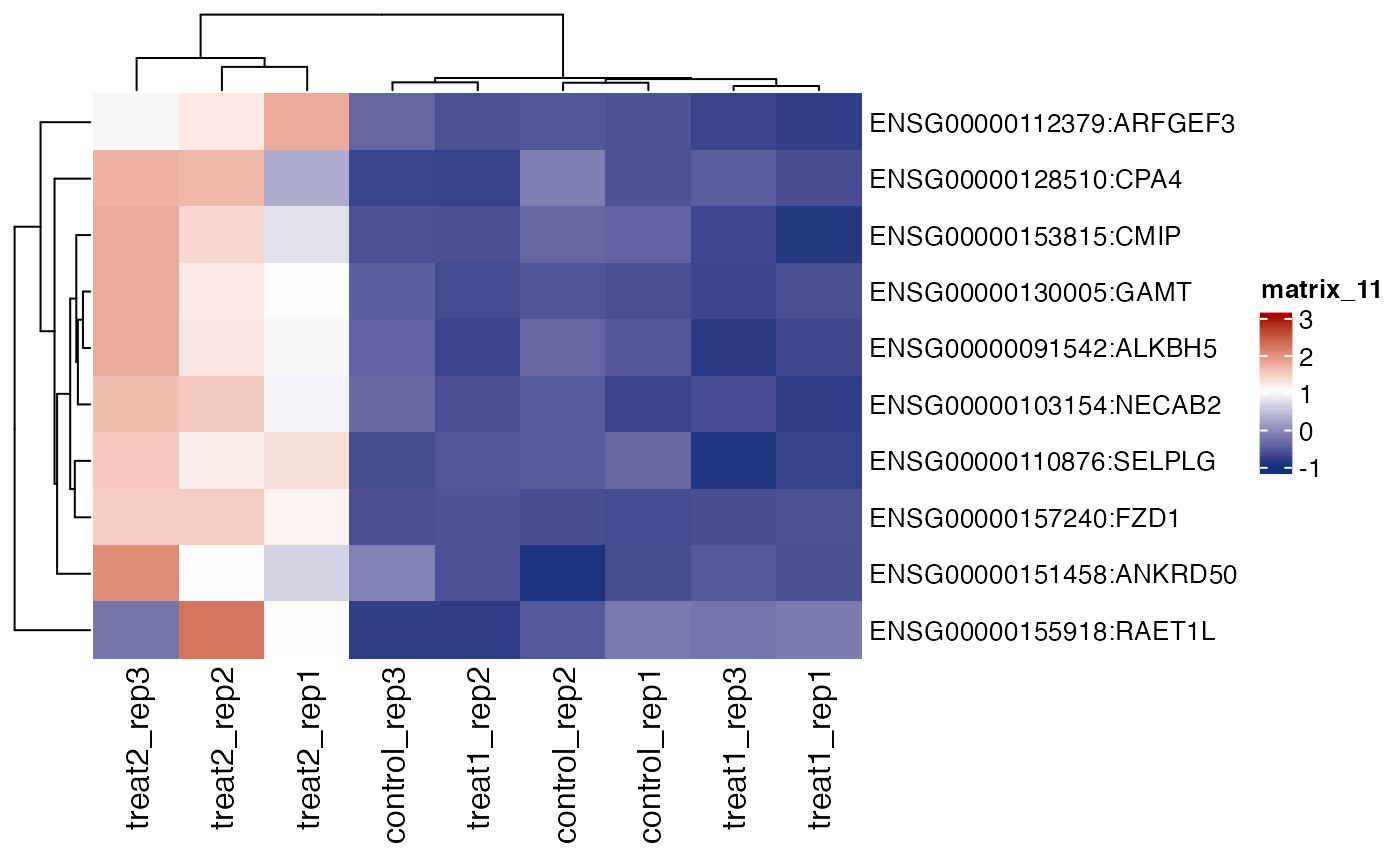 ENSG00000112379:ARFGEF3
ENSG00000128510:CPA4
ENSG00000153815:CMIP
ENSG00000130005:GAMT
ENSG00000091542:ALKBH5
ENSG00000103154:NECAB2
ENSG00000110876:SELPLG
ENSG00000157240:FZD1
ENSG00000151458:ANKRD50
ENSG00000155918:RAET1L
matrix_11
3
2
1
0
-1
treat2_rep3
treat2_rep2
treat2_rep1
control_rep3
treat1_rep2
control_rep2
control_rep1
treat1_rep3
treat1_rep1